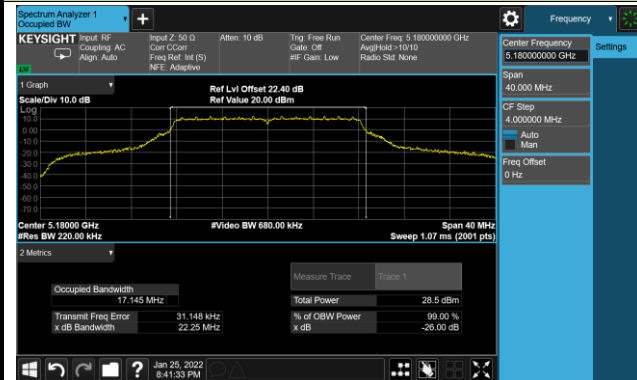 Spectrum Analyzer 1
Occupied BW
Frequency
KEYSIGHT
Input: RF
Coupling: AC
Align: Auto
Input Z: 50 Ω
Corr CCorr
Freq Ref: Int (S)
NFE: Adaptive
Atten: 10 dB
Trig: Free Run
Gate: Off
#IF Gain: Low
Center Freq: 5.180000000 GHz
Avg|Hold >10/10
Radio Std: None
Center Frequency
5.180000000 GHz
Settings
Span
40.000 MHz
CF Step
4.000000 MHz
Auto
Man
Freq Offset
0 Hz
1 Graph
Scale/Div 10.0 dB
Ref Lvl Offset 22.40 dB
Ref Value 20.00 dBm
Log
10.0
0.00
-10.0
-20.0
-30.0
-40.0
-50.0
-60.0
-70.0
Center 5.18000 GHz
#Video BW 680.00 kHz
Span 40 MHz
#Res BW 220.00 kHz
Sweep 1.07 ms (2001 pts)
2 Metrics
Measure Trace
Trace 1
Occupied Bandwidth
17.145 MHz
Total Power
28.5 dBm
Transmit Freq Error
31.148 kHz
% of OBW Power
99.00 %
x dB Bandwidth
22.25 MHz
x dB
-26.00 dB
?
Jan 25, 2022
8:41:33 PM